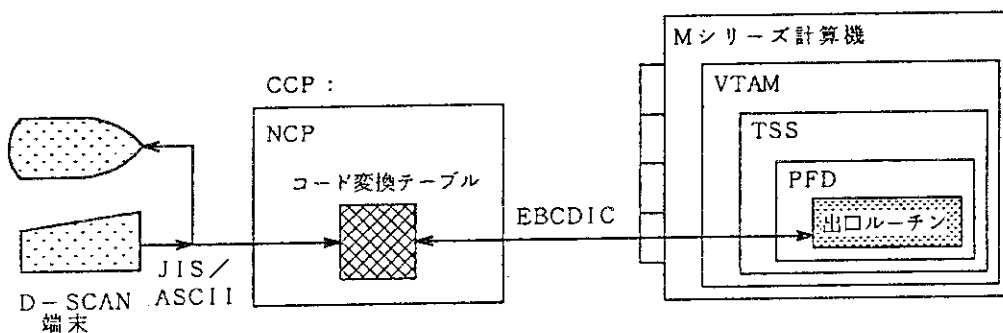 Mシリーズ計算機
VTAM
TSS
PFD
出口ルーチン
CCP:
NCP
コード変換テーブル
EBCDIC
JIS/
ASCII
D-SCAN
端末